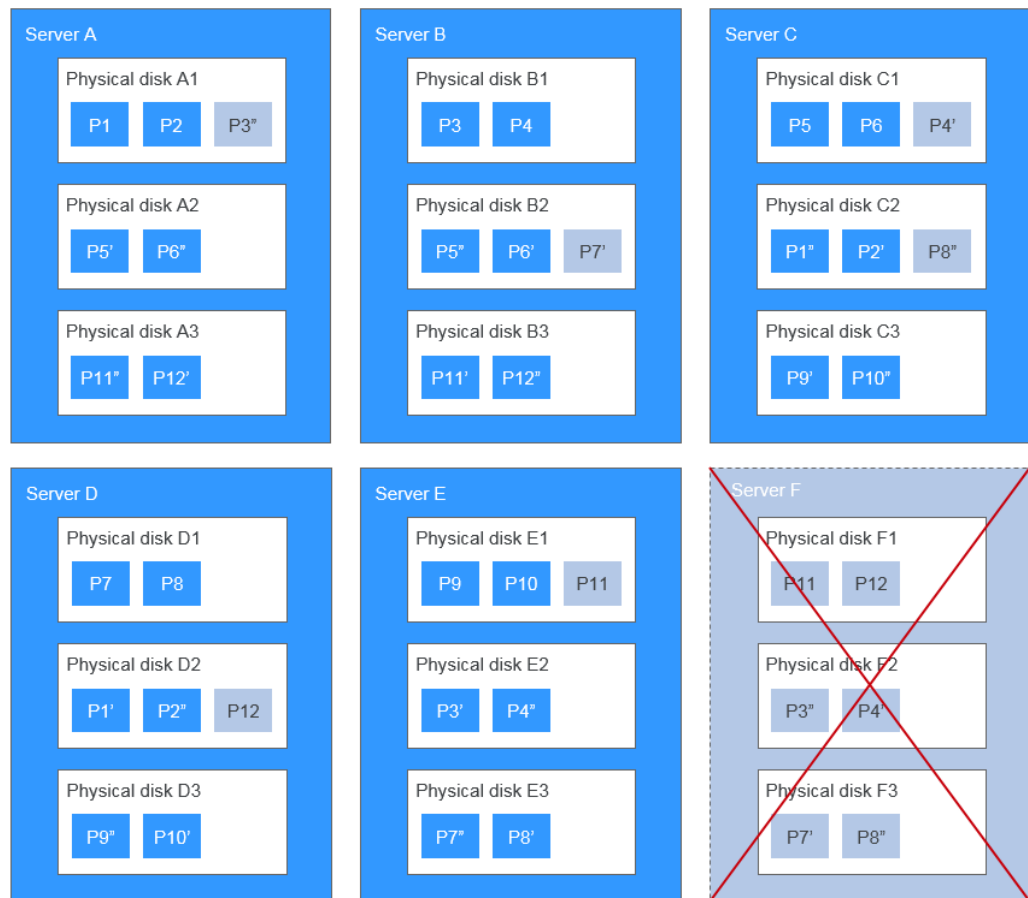 Server A
Physical disk A1
P1 P2 P3”
Physical disk A2
P5’ P6”
Physical disk A3
P11” P12’
Server B
Physical disk B1
P3 P4
Physical disk B2
P5” P6’ P7’
Physical disk B3
P11’ P12”
Server C
Physical disk C1
P5 P6 P4’
Physical disk C2
P1” P2’ P8”
Physical disk C3
P9’ P10”
Server D
Physical disk D1
P7 P8
Physical disk D2
P1’ P2” P12
Physical disk D3
P9” P10’
Server E
Physical disk E1
P9 P10 P11
Physical disk E2
P3’ P4”
Physical disk E3
P7” P8’
Server F
Physical disk F1
P11 P12
Physical disk F2
P3” P4’
Physical disk F3
P7’ P8”